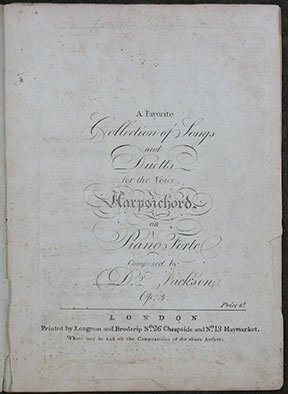 A Favorite
Collection of Songs
and
Duetts
for the Voice,
Harpsichord,
OR
Piano Forte
Composed by
Dr. Jackson,
Op:
Price
LONDON
Printed by Longman and Broderip No. 26 Cheapside and No. 13 Haymarket.
Where may be had all the Compositions of the above Author.